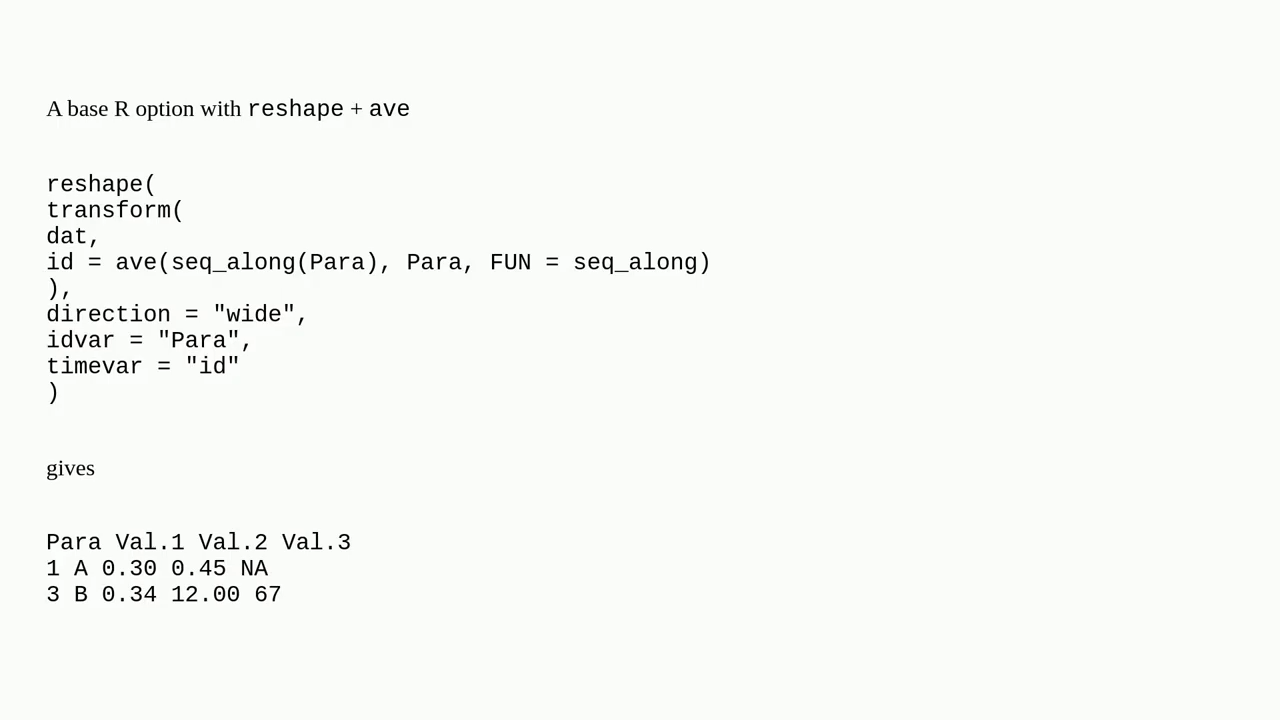 A base R option with reshape + ave
reshape(
transform(
dat,
id = ave(seq_along(Para), Para, FUN = seq_along)
),
direction = "wide",
idvar = "Para",
timevar = "id"
)
gives
Para Val.1 Val.2 Val.3
1 A 0.30 0.45 NA
3 B 0.34 12.00 67